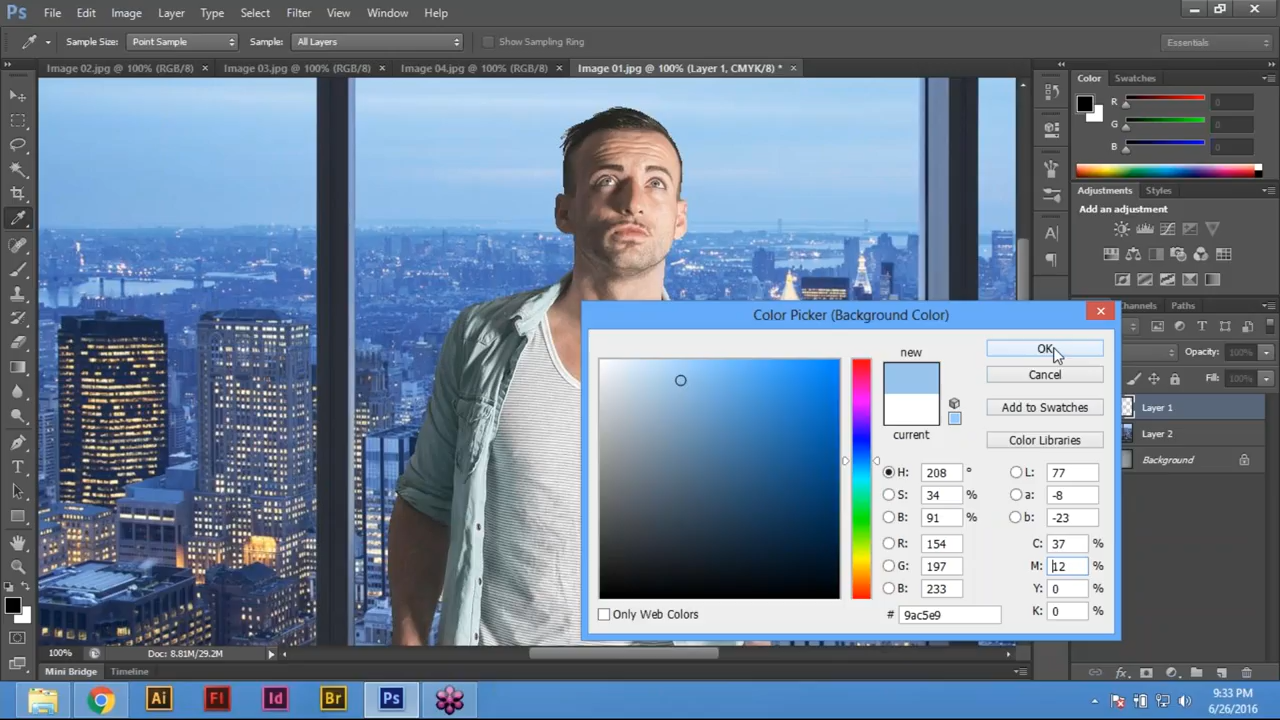 Ps File Edit Image Layer Type Select Filter View Window Help
Sample Size: Point Sample Sample: All Layers Show Sampling Ring Essentials
Image 02.jpg @ 100% (RGB/8) × Image 03.jpg @ 100% (RGB/8) × Image 04.jpg @ 100% (RGB/8) × Image 01.jpg @ 100% (Layer 1, CMYK/8) * ×
Color Swatches
R 0
G 0
B 0
Adjustments Styles
Add an adjustment
Channels Paths
Opacity: 100%
Fill: 100%
Layer 1
Layer 2
Background
Color Picker (Background Color)
new
current
OK
Cancel
Add to Swatches
Color Libraries
H: 208 ° L: 77
S: 34 % a: -8
B: 91 % b: -23
R: 154 C: 37 %
G: 197 M: 12 %
B: 233 Y: 0 %
# 9ac5e9 K: 0 %
Only Web Colors
100% Doc: 8.81M/29.2M
Mini Bridge Timeline
Ai Fl Id Br Ps
9:33 PM
6/26/2016